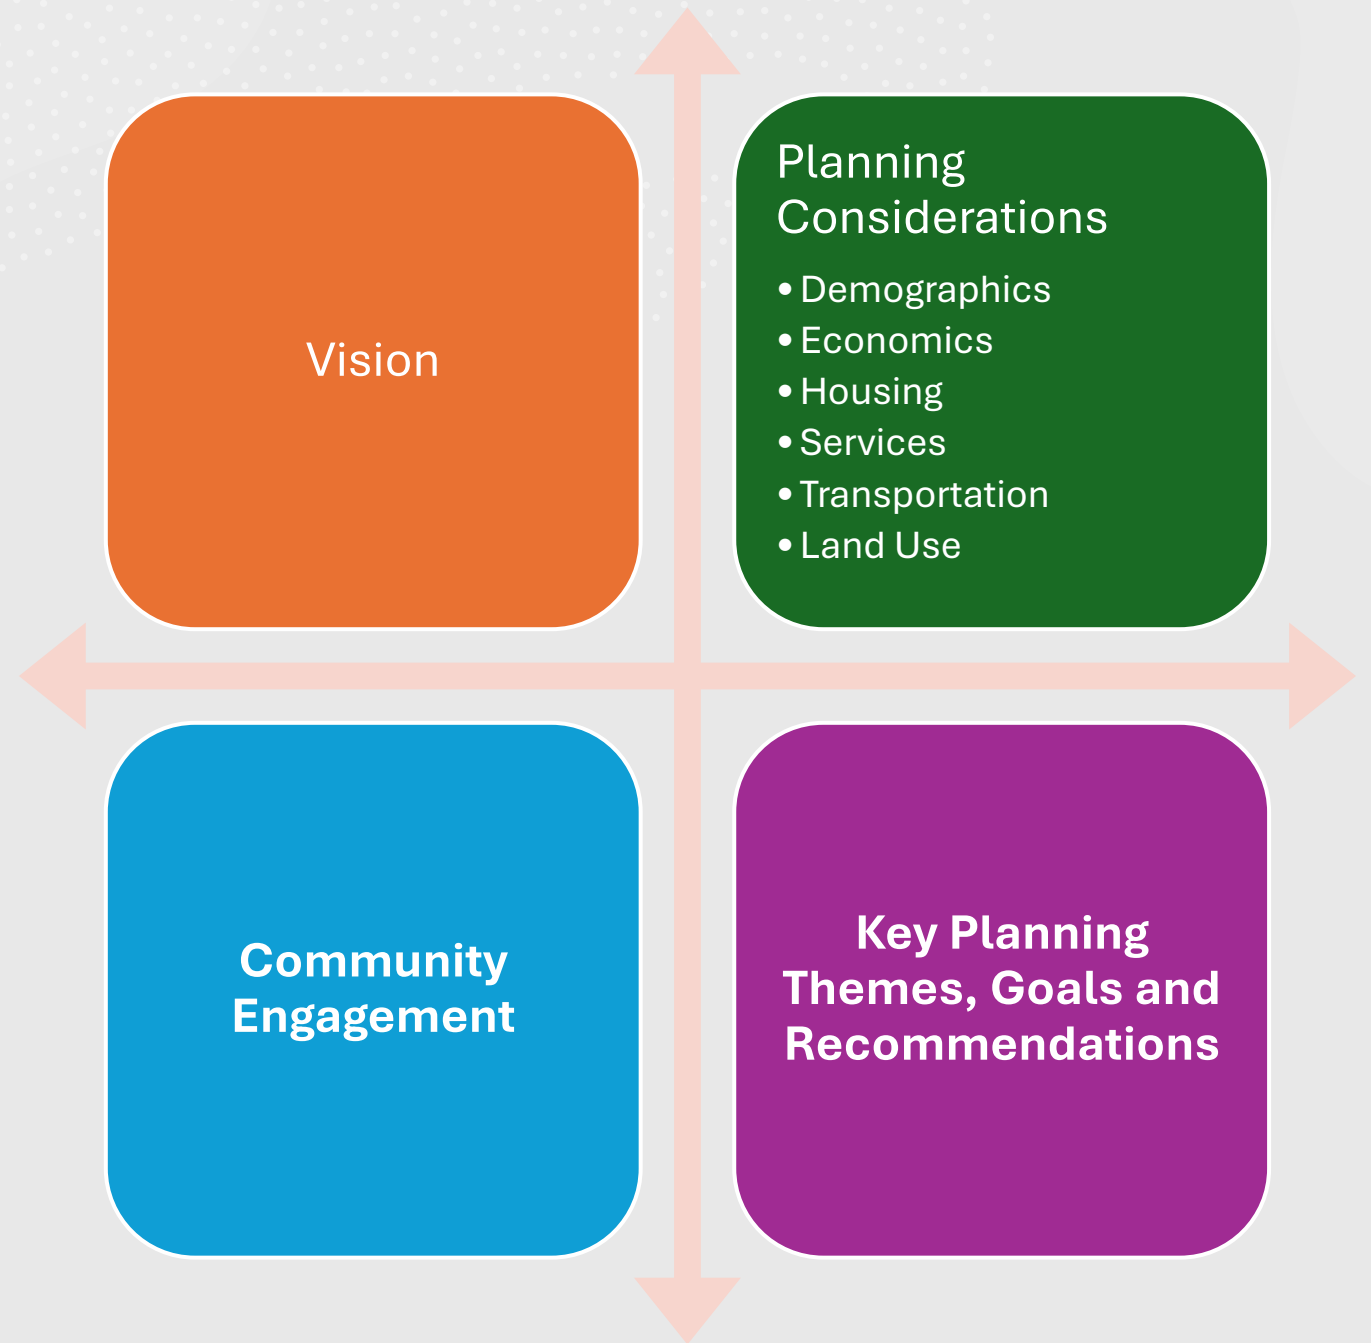 Vision
Planning
Considerations
• Demographics
• Economics
• Housing
• Services
• Transportation
• Land Use
Community
Engagement
Key Planning
Themes, Goals and
Recommendations